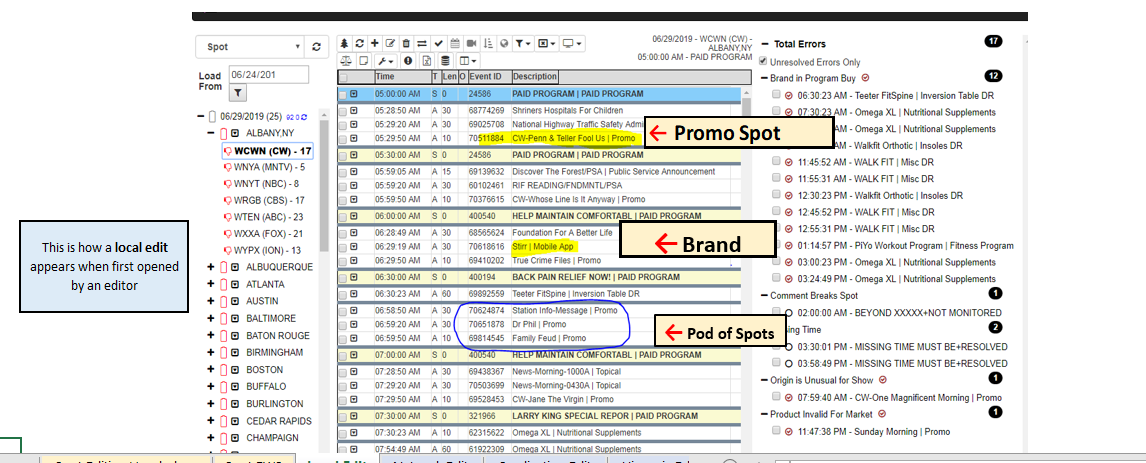 Spot
Load From
06/24/201
06/29/2019 (25) 92 0
ALBANY,NY
WCWN (CW) - 17
WNYA (MNTV) - 5
WNYT (NBC) - 8
WRGB (CBS) - 17
WTEN (ABC) - 23
WXXA (FOX) - 21
WYPX (ION) - 13
ALBUQUERQUE
ATLANTA
AUSTIN
BALTIMORE
BATON ROUGE
BIRMINGHAM
BOSTON
BUFFALO
BURLINGTON
CEDAR RAPIDS
CHAMPAIGN
This is how a local edit
appears when first opened
by an editor
06/29/2019 - WCWN (CW) -
ALBANY,NY
05:00:00 AM - PAID PROGRAM
Time T Len O Event ID Description
05:00:00 AM S 0 24586 PAID PROGRAM | PAID PROGRAM
05:28:50 AM A 30 68774269 Shriners Hospitals For Children
05:29:20 AM A 30 69025708 National Highway Traffic Safety Admi
05:29:50 AM A 10 70511884 CW-Penn & Teller Fool Us | Promo
05:30:00 AM S 0 24586 PAID PROGRAM | PAID PROGRAM
05:59:05 AM A 15 69139632 Discover The Forest/PSA | Public Service Announcement
05:59:20 AM A 30 60102461 RIF READING/FNDMNTL/PSA
05:59:50 AM A 10 70376615 CW-Whose Line Is It Anyway | Promo
06:00:00 AM S 0 400540 HELP MAINTAIN COMFORTABL | PAID PROGRAM
06:28:49 AM A 30 68565624 Foundation For A Better Life
06:29:19 AM A 30 70618616 Stirr | Mobile App
06:29:50 AM A 10 69410202 True Crime Files | Promo
06:30:00 AM S 0 400194 BACK PAIN RELIEF NOW! | PAID PROGRAM
06:30:23 AM A 60 69892559 Teeter FitSpine | Inversion Table DR
06:58:50 AM A 30 70624874 Station Info-Message | Promo
06:59:20 AM A 30 70651878 Dr Phil | Promo
06:59:50 AM A 10 69814545 Family Feud | Promo
07:00:00 AM S 0 400540 HELP MAINTAIN COMFORTABL | PAID PROGRAM
07:28:50 AM A 30 69438367 News-Morning-1000A | Topical
07:29:20 AM A 30 70503699 News-Morning-0430A | Topical
07:29:50 AM A 10 69528453 CW-Jane The Virgin | Promo
07:30:00 AM S 0 321966 LARRY KING SPECIAL REPOR | PAID PROGRAM
07:30:23 AM A 10 62315622 Omega XL | Nutritional Supplements
07:54:49 AM A 60 61922309 Omega XL | Nutritional Supplements
← Promo Spot
← Brand
← Pod of Spots
Total Errors 17
Unresolved Errors Only
Brand in Program Buy 12
06:30:23 AM - Teeter FitSpine | Inversion Table DR
07:30:23 AM - Omega XL | Nutritional Supplements
AM - Omega XL | Nutritional Supplements
AM - Walkfit Orthotic | Insoles DR
11:45:52 AM - WALK FIT | Misc DR
11:55:31 AM - WALK FIT | Misc DR
12:30:23 PM - Walkfit Orthotic | Insoles DR
12:45:52 PM - WALK FIT | Misc DR
12:55:31 PM - WALK FIT | Misc DR
01:14:57 PM - PiYo Workout Program | Fitness Program
03:00:23 PM - Omega XL | Nutritional Supplements
03:24:49 PM - Omega XL | Nutritional Supplements
Comment Breaks Spot 1
02:00:00 AM - BEYOND XXXXX+NOT MONITORED
sing Time 2
03:30:01 PM - MISSING TIME MUST BE+RESOLVED
03:58:49 PM - MISSING TIME MUST BE+RESOLVED
Origin is Unusual for Show 1
07:59:40 AM - CW-One Magnificent Morning | Promo
Product Invalid For Market 1
11:47:38 PM - Sunday Morning | Promo